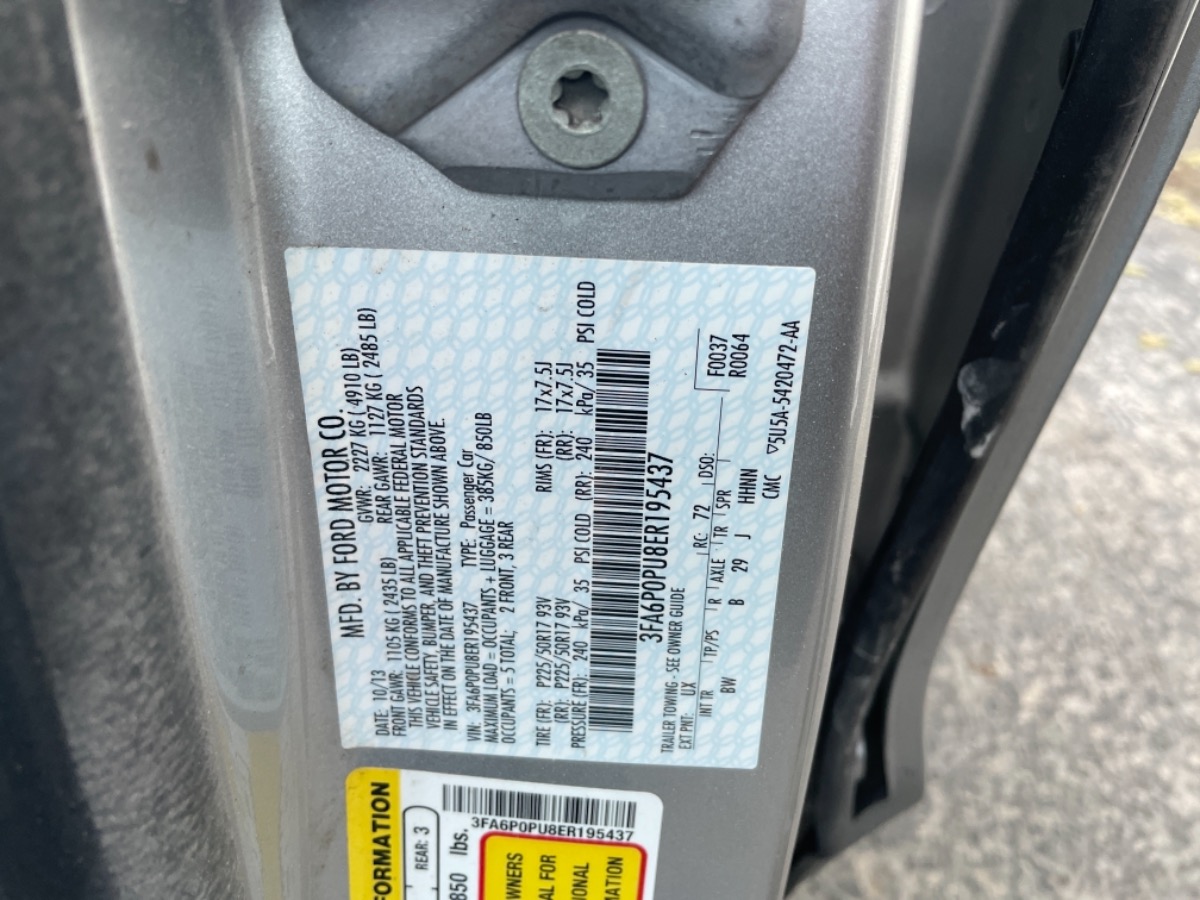 MFD. BY FORD MOTOR CO.
DATE: 10/13 GVWR: 2227 KG ( 4910 LB)
FRONT GAWR: 1105 KG ( 2435 LB) REAR GAWR: 1127 KG ( 2485 LB)
THIS VEHICLE CONFORMS TO ALL APPLICABLE FEDERAL MOTOR
VEHICLE SAFETY, BUMPER, AND THEFT PREVENTION STANDARDS
IN EFFECT ON THE DATE OF MANUFACTURE SHOWN ABOVE.
VIN: 3FA6P0PU8ER195437 TYPE: Passenger Car
MAXIMUM LOAD = OCCUPANTS + LUGGAGE = 385KG/ 850LB
OCCUPANTS = 5 TOTAL; 2 FRONT, 3 REAR
TIRE (FR): P225/50R17 93V RIMS (FR): 17x7.5J
(RR): P225/50R17 93V (RR): 17x7.5J
PRESSURE (FR): 240 kPa/ 35 PSI COLD (RR): 240 kPa/ 35 PSI COLD
3FA6P0PU8ER195437
TRAILER TOWING - SEE OWNER GUIDE
EXT PNT: UX RC: 72 DSO: F0037
INT TR TP/PS R AXLE TR SPR R0064
BW B 29 J HHNIN
CMC ▽5U5A-5420472-AA
FORMATION
REAR: 3
850 lbs.
3FA6P0PU8ER195437
WNERS
AL FOR
IONAL
MATION